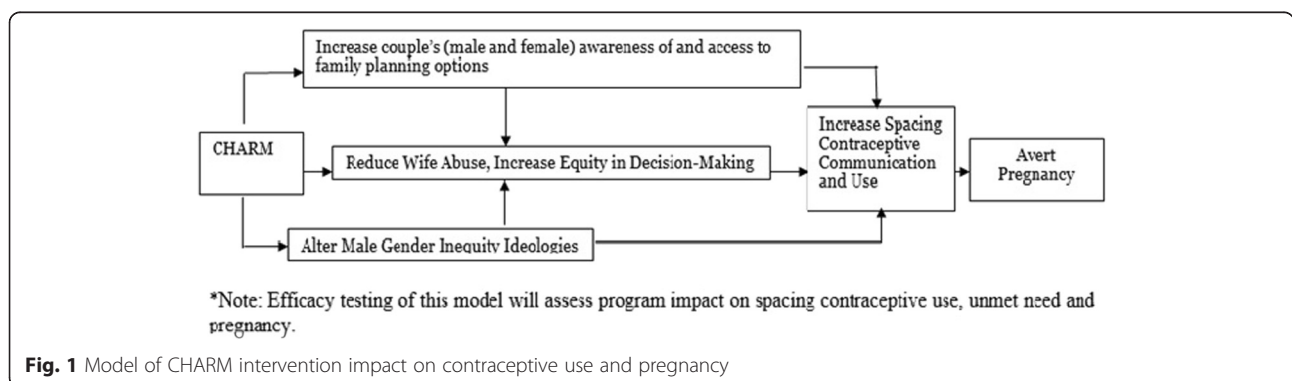 Increase couple's (male and female) awareness of and access to
family planning options
CHARM
Reduce Wife Abuse, Increase Equity in Decision-Making
Alter Male Gender Inequity Ideologies
Increase Spacing
Contraceptive
Communication
and Use
Avert
Pregnancy
*Note: Efficacy testing of this model will assess program impact on spacing contraceptive use, unmet need and
pregnancy.
Fig. 1 Model of CHARM intervention impact on contraceptive use and pregnancy